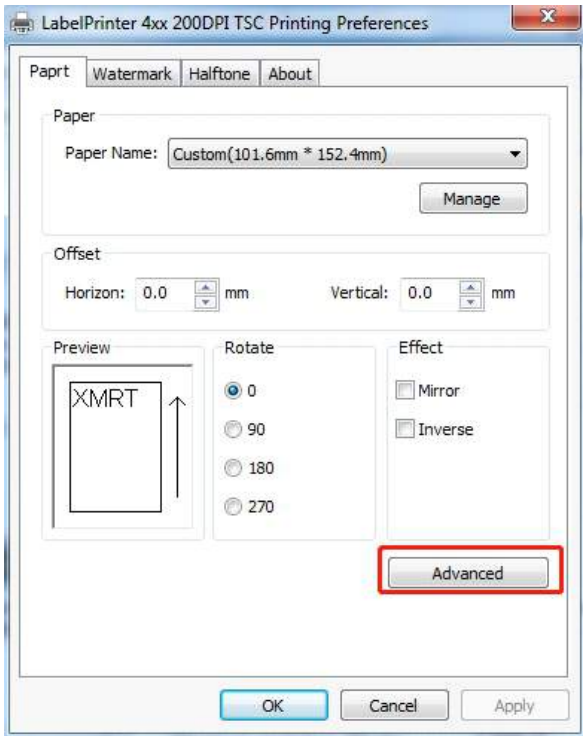 LabelPrinter 4xx 200DPI TSC Printing Preferences
Paprt Watermark Halftone About
Paper
Paper Name: Custom(101.6mm * 152.4mm)
Manage
Offset
Horizon: 0.0 mm Vertical: 0.0 mm
Preview Rotate Effect
XMRT
0
90
180
270
Mirror
Inverse
Advanced
OK Cancel Apply